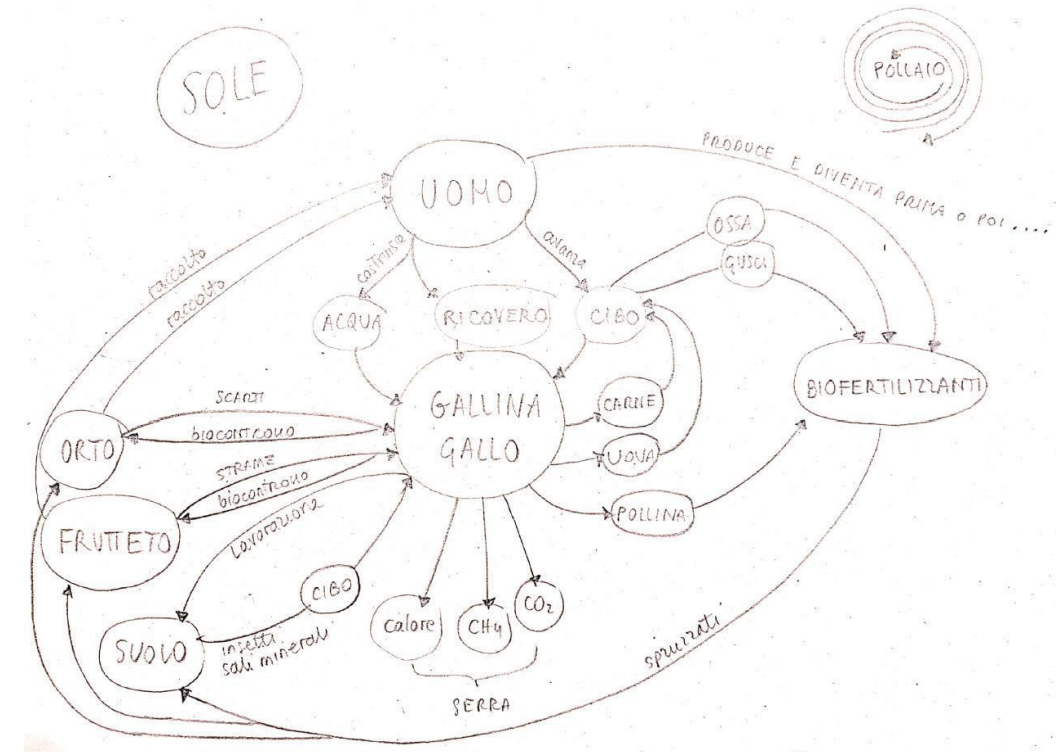 SOLE
POLLAIO
UOMO
PRODUCE E DIVENTA PRIMA O POI....
raccolto
raccolto
costruisce
avanza
OSSA
GUSCI
ACQUA
RICOVERO
CIBO
BIOFERTILIZZANTI
GALLINA
GALLO
CARNE
UOVA
POLLINA
SCARTI
biocontrollo
ORTO
STRAME
biocontrollo
FRUTTETO
Lavorazione
CIBO
SUOLO
insetti
sali minerali
calore
CH4
CO2
SERRA
spruzzati